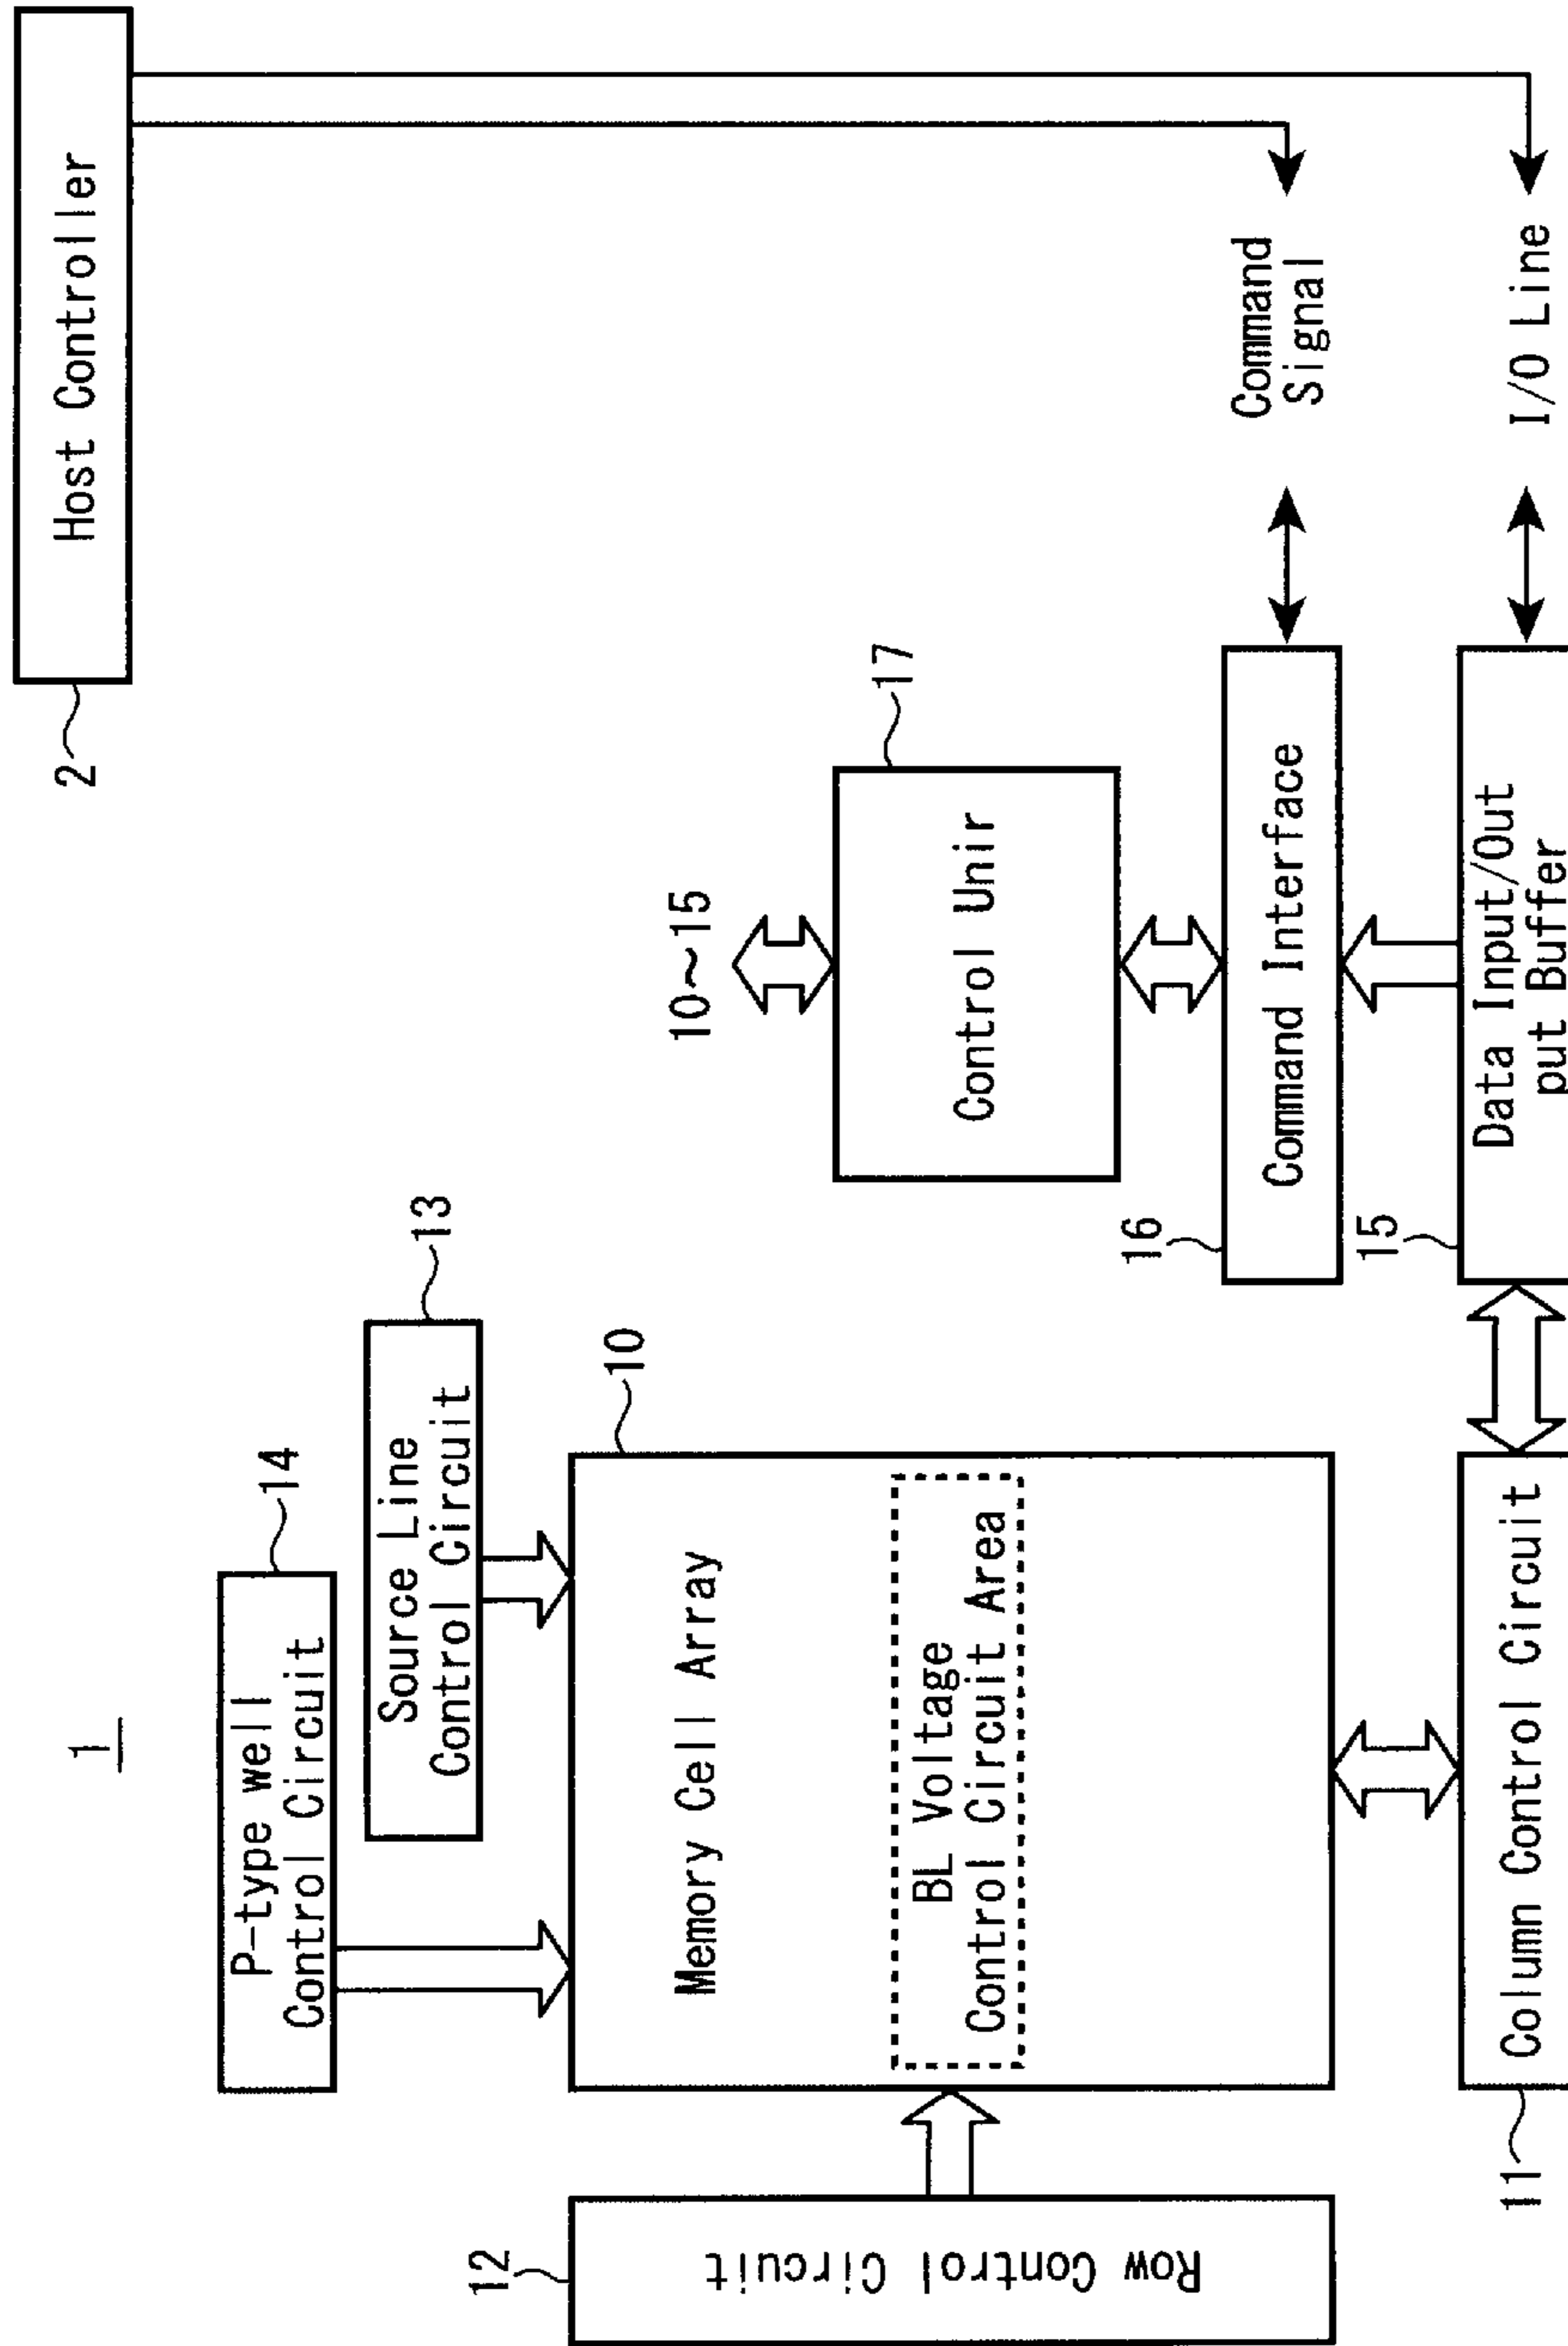 1
Host Controller
2
P-type well
Control Circuit
14
Source Line
Control Circuit
13
Memory Cell Array
10
BL Voltage
Control Circuit Area
Row Control Circuit
12
Column Control Circuit
11
10~15
Control Unir
17
Command Interface
16
Command
Signal
Data Input/Out
put Buffer
15
I/O Line